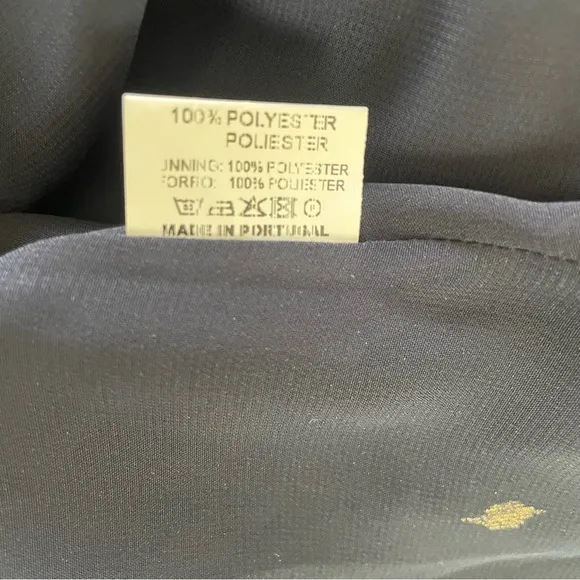 100% POLYESTER
POLIESTER
UNNING: 100% POLYESTER
FORRO: 100% POLIESTER
MADE IN PORTUGAL